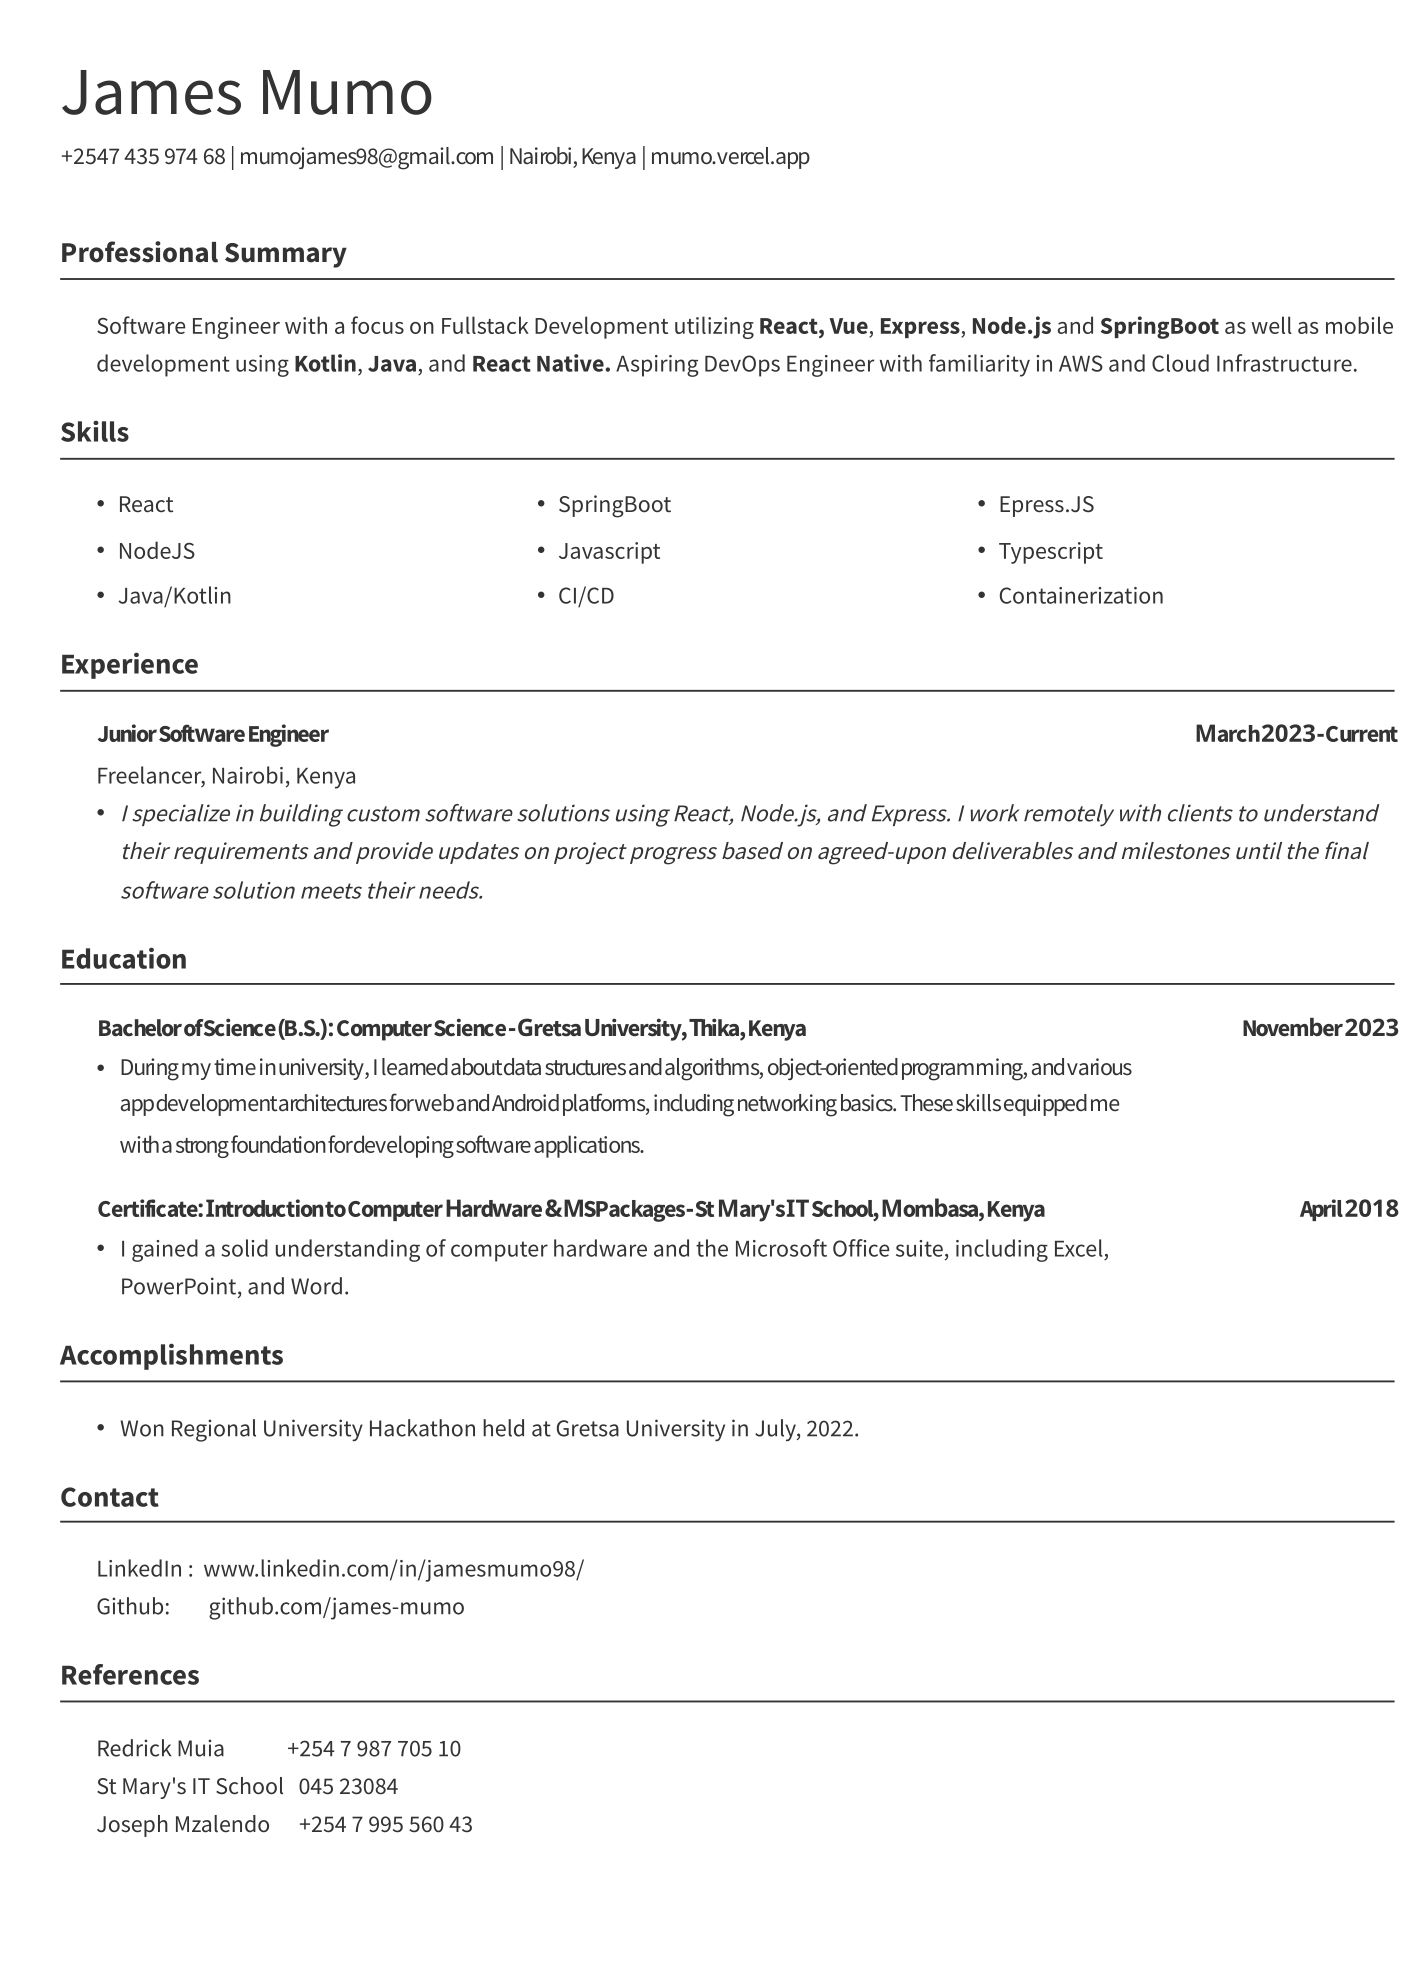 James Mumo
+2547 435 974 68 | mumojames98@gmail.com | Nairobi, Kenya | mumo.vercel.app
Professional Summary
Software Engineer with a focus on Fullstack Development utilizing React, Vue, Express, Node.js and SpringBoot as well as mobile
development using Kotlin, Java, and React Native. Aspiring DevOps Engineer with familiarity in AWS and Cloud Infrastructure.
Skills
• React • SpringBoot • Epress.JS
• NodeJS • Javascript • Typescript
• Java/Kotlin • CI/CD • Containerization
Experience
Junior Software Engineer March 2023 - Current
Freelancer, Nairobi, Kenya
• I specialize in building custom software solutions using React, Node.js, and Express. I work remotely with clients to understand
their requirements and provide updates on project progress based on agreed-upon deliverables and milestones until the final
software solution meets their needs.
Education
Bachelor of Science (B.S.) : Computer Science - Gretsa University, Thika, Kenya November 2023
• During my time in university, I learned about data structures and algorithms, object-oriented programming, and various
app development architectures for web and Android platforms, including networking basics. These skills equipped me
with a strong foundation for developing software applications.
Certificate: Introduction to Computer Hardware & MS Packages - St Mary's IT School, Mombasa, Kenya April 2018
• I gained a solid understanding of computer hardware and the Microsoft Office suite, including Excel,
PowerPoint, and Word.
Accomplishments
• Won Regional University Hackathon held at Gretsa University in July, 2022.
Contact
LinkedIn : www.linkedin.com/in/jamesmumo98/
Github: github.com/james-mumo
References
Redrick Muia +254 7 987 705 10
St Mary's IT School 045 23084
Joseph Mzalendo +254 7 995 560 43